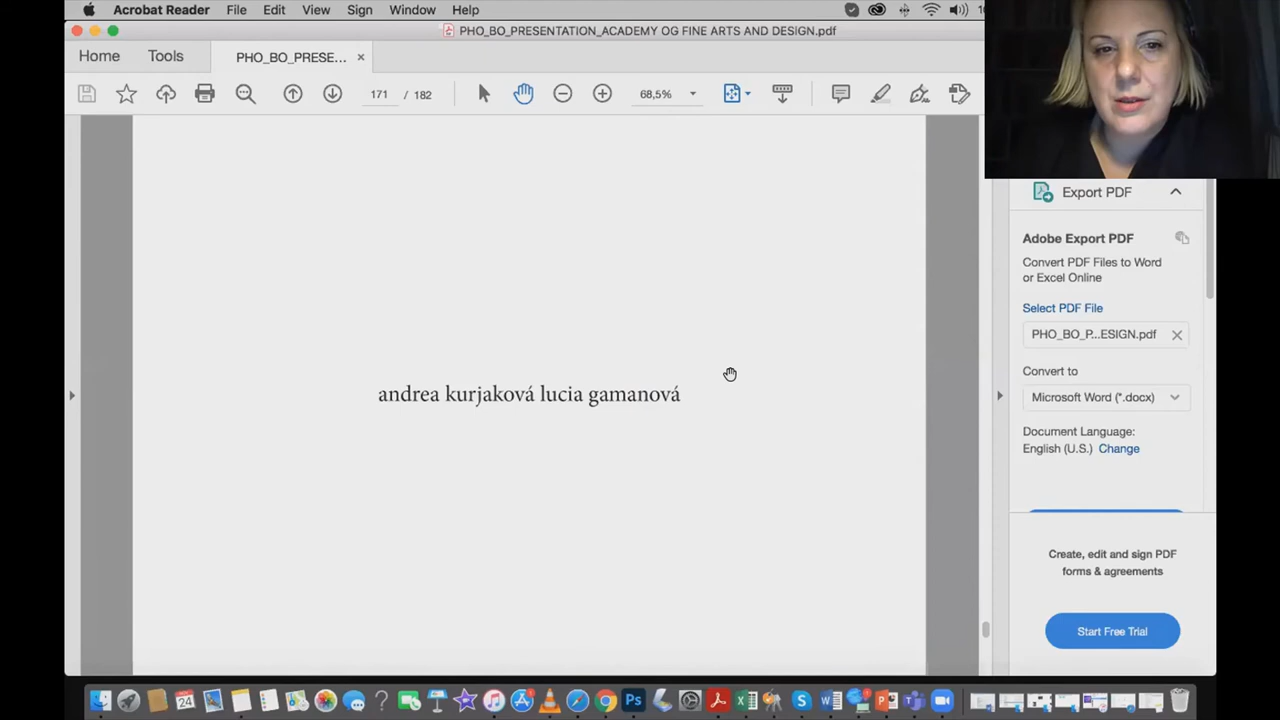 Acrobat Reader File Edit View Sign Window Help
PHO_BO_PRESENTATION_ACADEMY OG FINE ARTS AND DESIGN.pdf
Home Tools PHO_BO_PRESE... ×
171 / 182 68,5%
Export PDF
Adobe Export PDF
Convert PDF Files to Word
or Excel Online
Select PDF File
PHO_BO_P...ESIGN.pdf
Convert to
Microsoft Word (*.docx)
Document Language:
English (U.S.) Change
andrea kurjaková lucia gamanová
Create, edit and sign PDF
forms & agreements
Start Free Trial
24 Ps